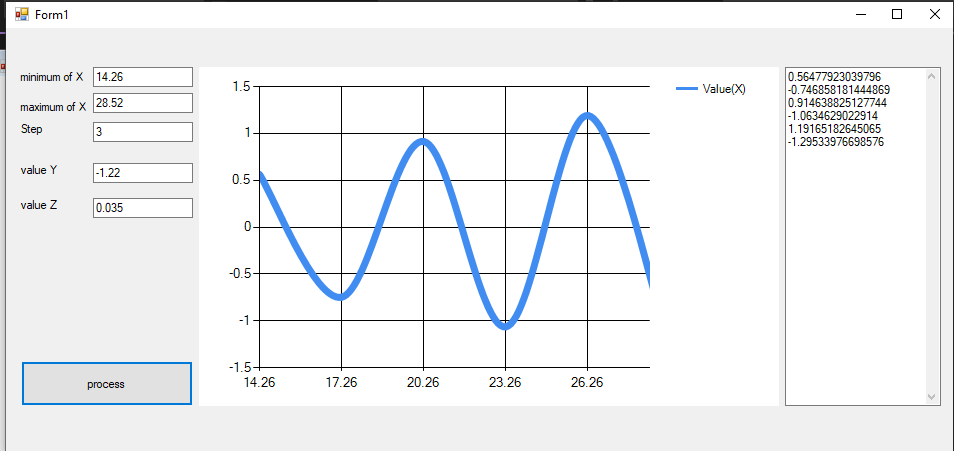 Form1
minimum of X 14.26
maximum of X 28.52
Step 3
value Y -1.22
value Z 0.035
process
1.5
1
0.5
0
-0.5
-1
-1.5
14.26 17.26 20.26 23.26 26.26
Value(X)
0.56477923039796
-0.746858181444869
0.914638825127744
-1.0634629022914
1.19165182645065
-1.29533976698576